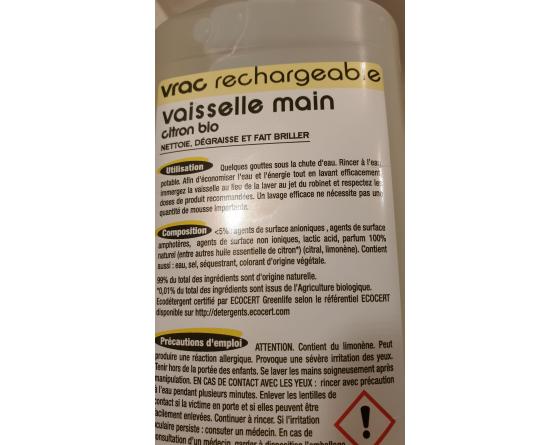 vrac rechargeable
vaisselle main
citron bio
NETTOIE, DÉGRAISSE ET FAIT BRILLER
Utilisation Quelques gouttes sous la chute d'eau. Rincer à l'eau
potable. Afin d'économiser l'eau et l'énergie tout en lavant efficacement,
immergez la vaisselle au lieu de la laver au jet du robinet et respectez les
doses de produit recommandées. Un lavage efficace ne nécessite pas une
quantité de mousse importante.
Composition <5% : agents de surface anioniques , agents de surface
amphotères, agents de surface non ioniques, lactic acid, parfum 100%
naturel (entre autres huile essentielle de citron*) (citral, limonène). Contient
aussi : eau, sel, séquestrant, colorant d'origine végétale.
99% du total des ingrédients sont d'origine naturelle.
*0,01% du total des ingrédients sont issus de l'Agriculture biologique.
Ecodétergent certifié par ECOCERT Greenlife selon le référentiel ECOCERT
disponible sur http://detergents.ecocert.com
Précautions d'emploi ATTENTION. Contient du limonène. Peut
produire une réaction allergique. Provoque une sévère irritation des yeux.
Tenir hors de la portée des enfants. Se laver les mains soigneusement après
manipulation. EN CAS DE CONTACT AVEC LES YEUX : rincer avec précaution
à l'eau pendant plusieurs minutes. Enlever les lentilles de
contact si la victime en porte et si elles peuvent être
facilement enlevées. Continuer à rincer. Si l'irritation
oculaire persiste : consulter un médecin. En cas de
consultation d'un médecin, garder à disposition l'emballage